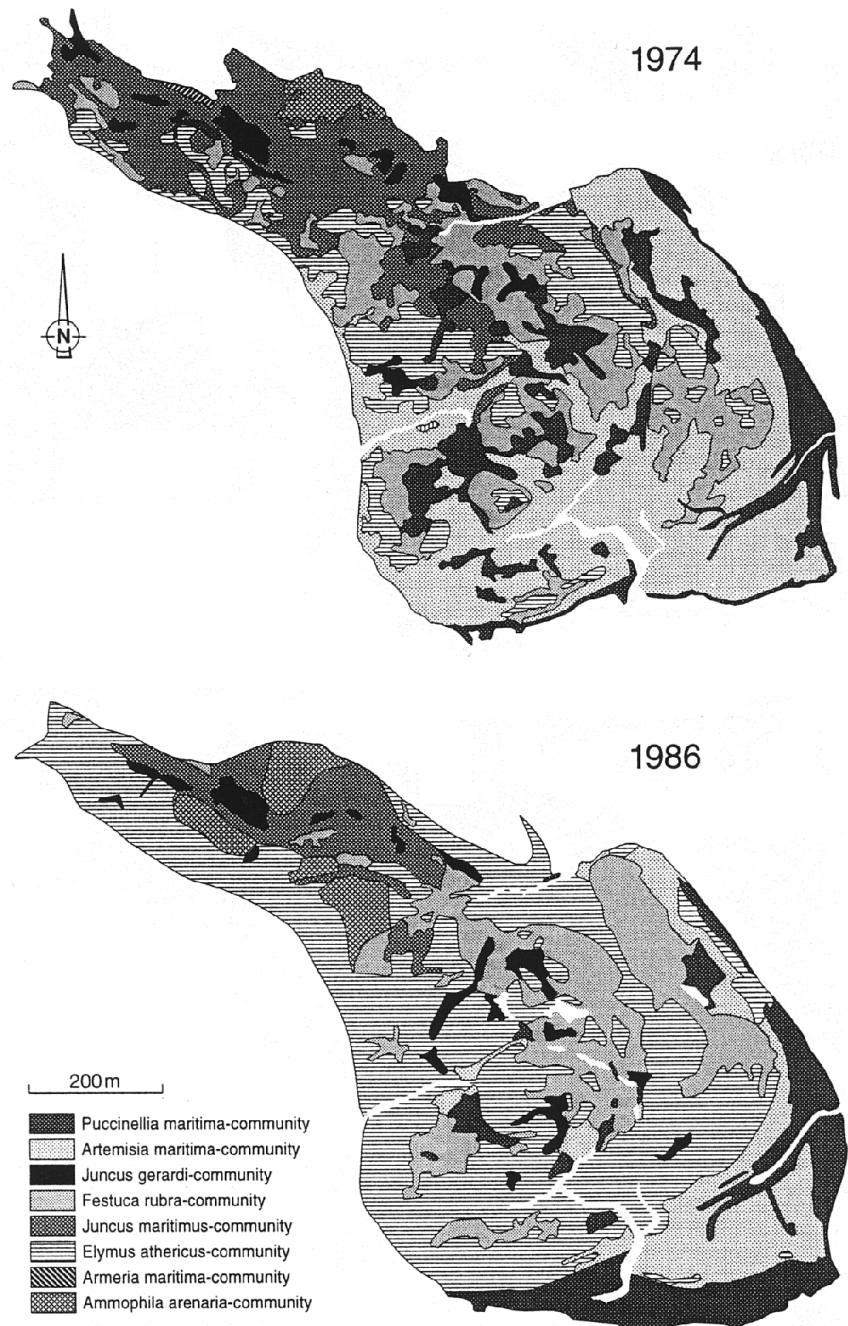 1974
N
1986
200 m
Puccinellia maritima-community
Artemisia maritima-community
Juncus gerardi-community
Festuca rubra-community
Juncus maritimus-community
Elymus athericus-community
Armeria maritima-community
Ammophila arenaria-community